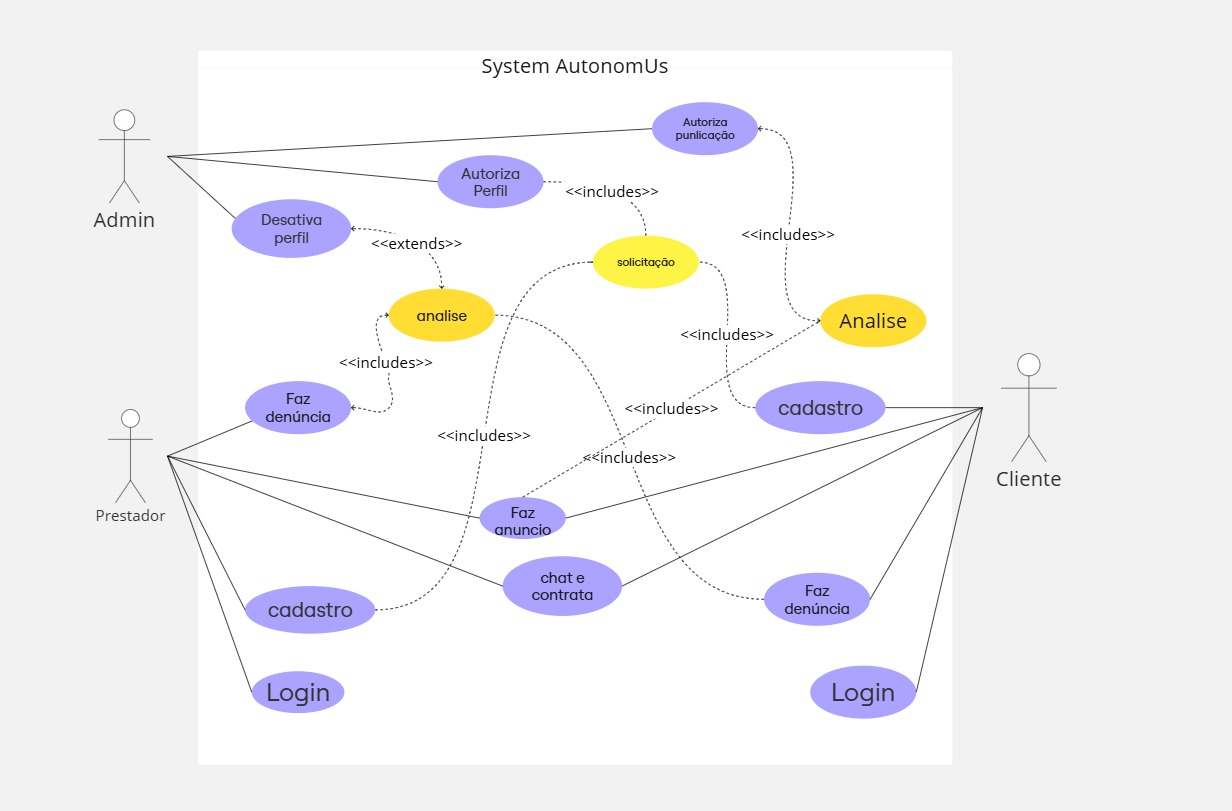 System AutonomUs
Autoriza
punlicação
Autoriza
Perfil
<<includes>>
Admin
Desativa
perfil
<<extends>>
<<includes>>
solicitação
analise
Analise
<<includes>>
<<includes>>
Faz
denúncia
cadastro
<<includes>>
<<includes>>
<<includes>>
Cliente
Prestador
Faz
anuncio
chat e
contrata
Faz
denúncia
cadastro
Login
Login